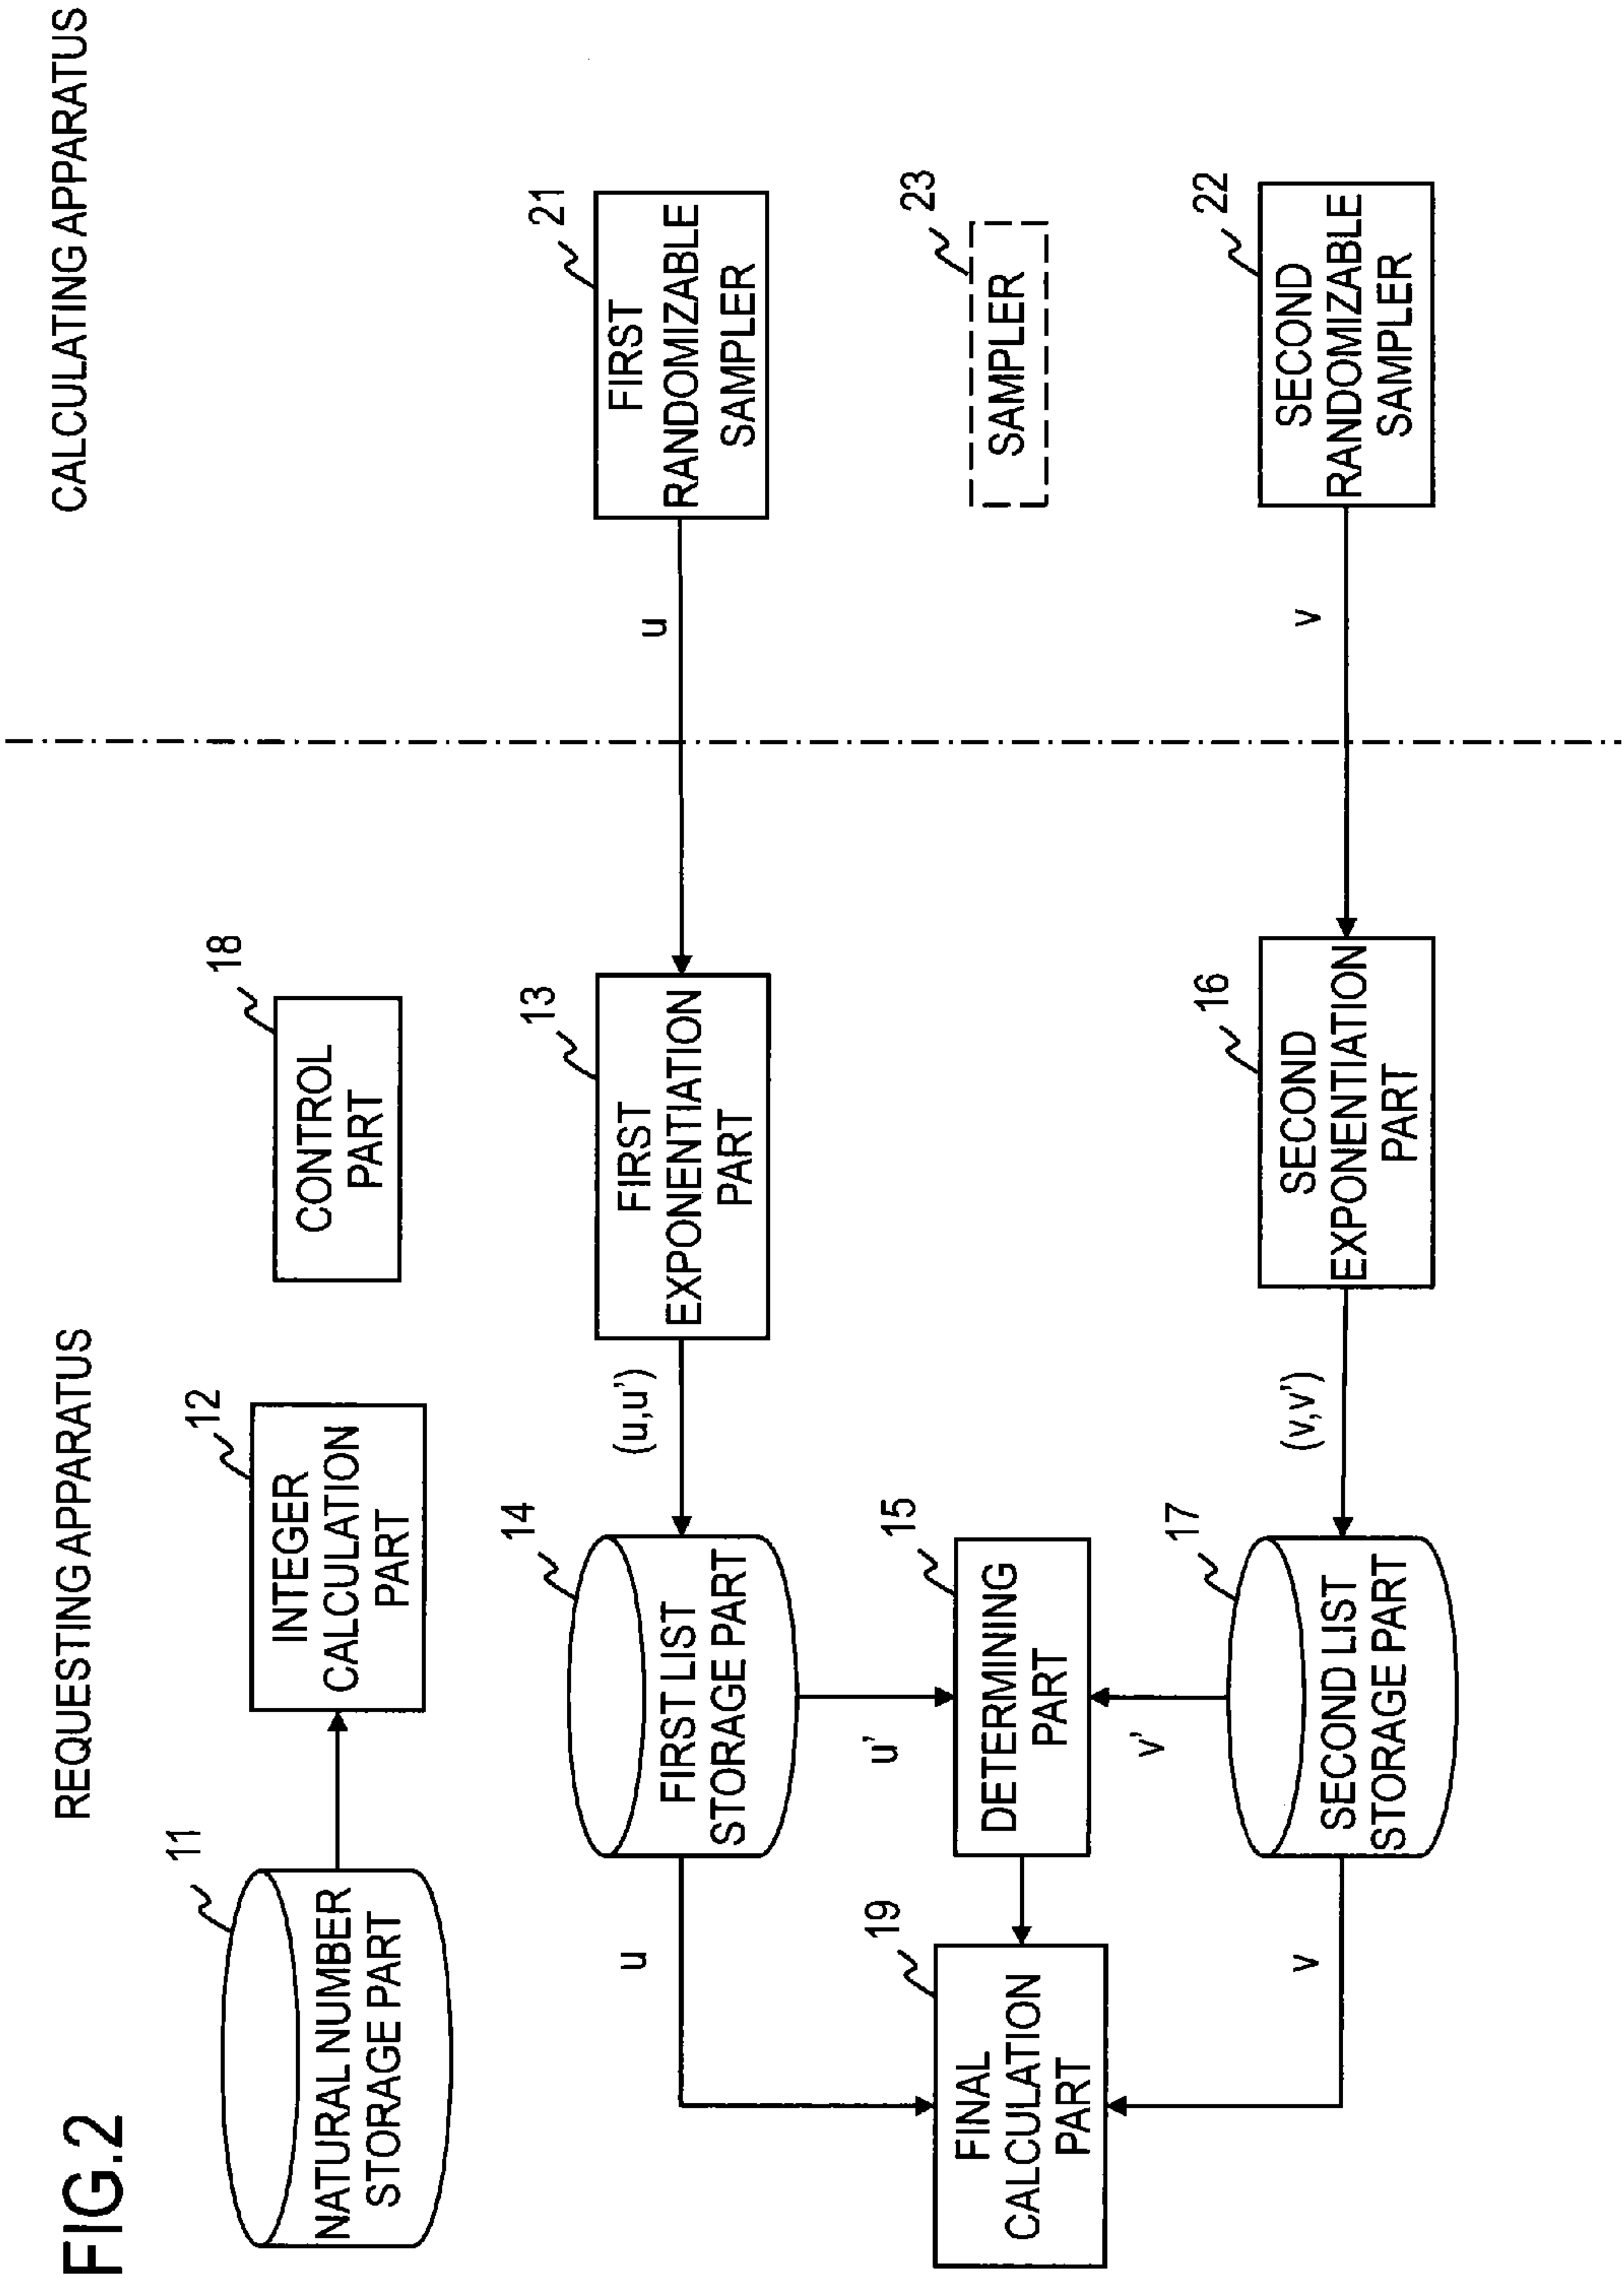 FIG.2
REQUESTING APPARATUS
CALCULATING APPARATUS
11
NATURAL NUMBER
STORAGE PART
12
INTEGER
CALCULATION
PART
18
CONTROL
PART
14
FIRST LIST
STORAGE PART
(u,u')
13
FIRST
EXPONENTIATION
PART
u
21
FIRST
RANDOMIZABLE
SAMPLER
u
u'
19
FINAL
CALCULATION
PART
15
DETERMINING
PART
23
SAMPLER
v
v'
17
SECOND LIST
STORAGE PART
(v,v')
16
SECOND
EXPONENTIATION
PART
v
22
SECOND
RANDOMIZABLE
SAMPLER